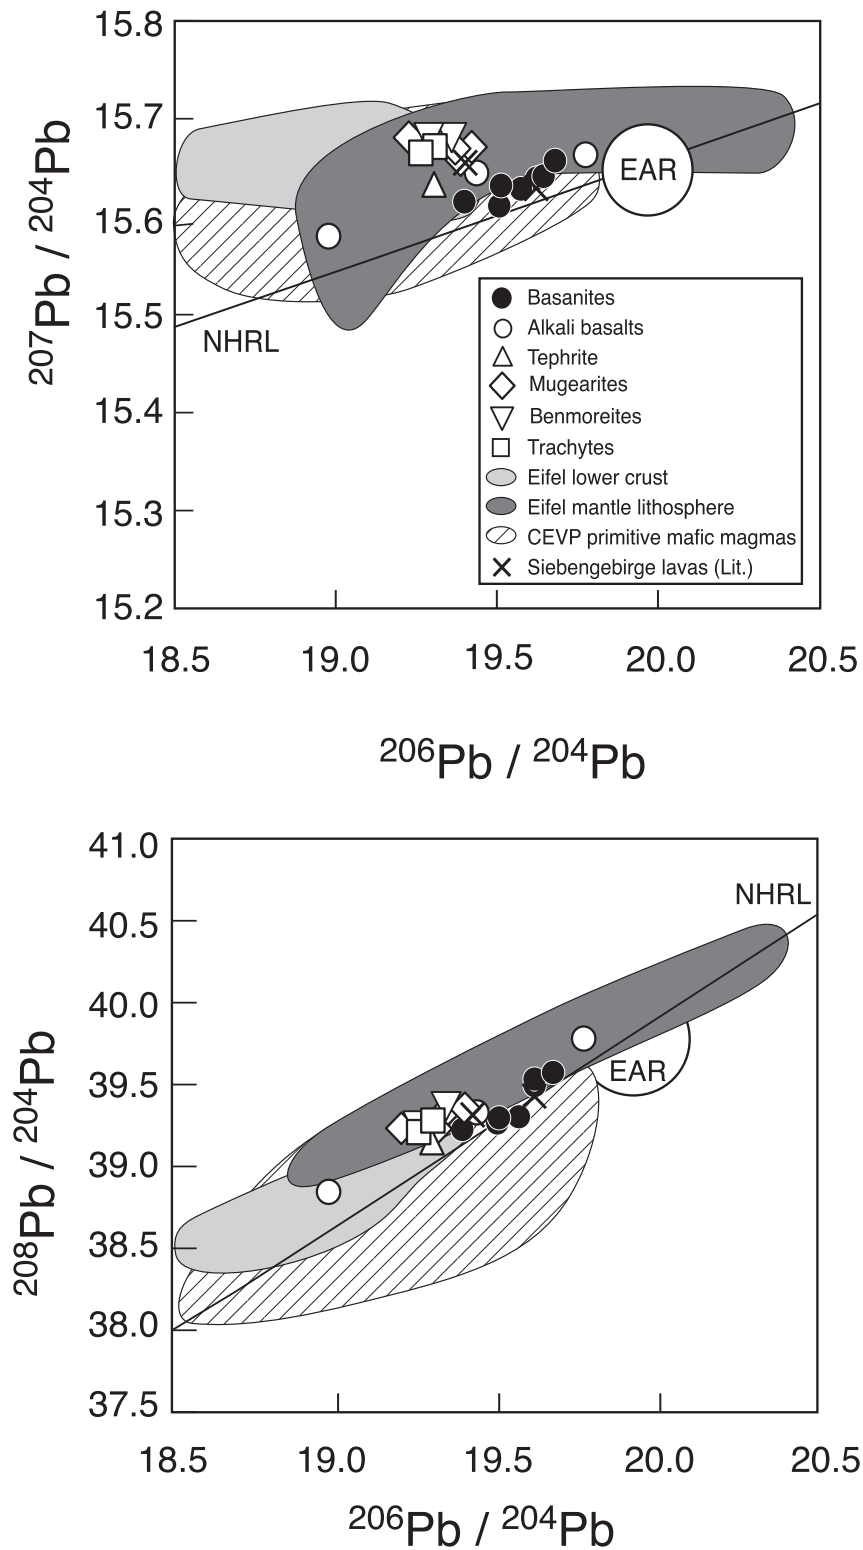 15.8
15.7
15.6
15.5
15.4
15.3
15.2
207Pb / 204Pb
EAR
NHRL
Basanites
Alkali basalts
Tephrite
Mugearites
Benmoreites
Trachytes
Eifel lower crust
Eifel mantle lithosphere
CEVP primitive mafic magmas
Siebengebirge lavas (Lit.)
18.5 19.0 19.5 20.0 20.5
206Pb / 204Pb
41.0
40.5
40.0
39.5
39.0
38.5
38.0
37.5
208Pb / 204Pb
NHRL
EAR
18.5 19.0 19.5 20.0 20.5
206Pb / 204Pb